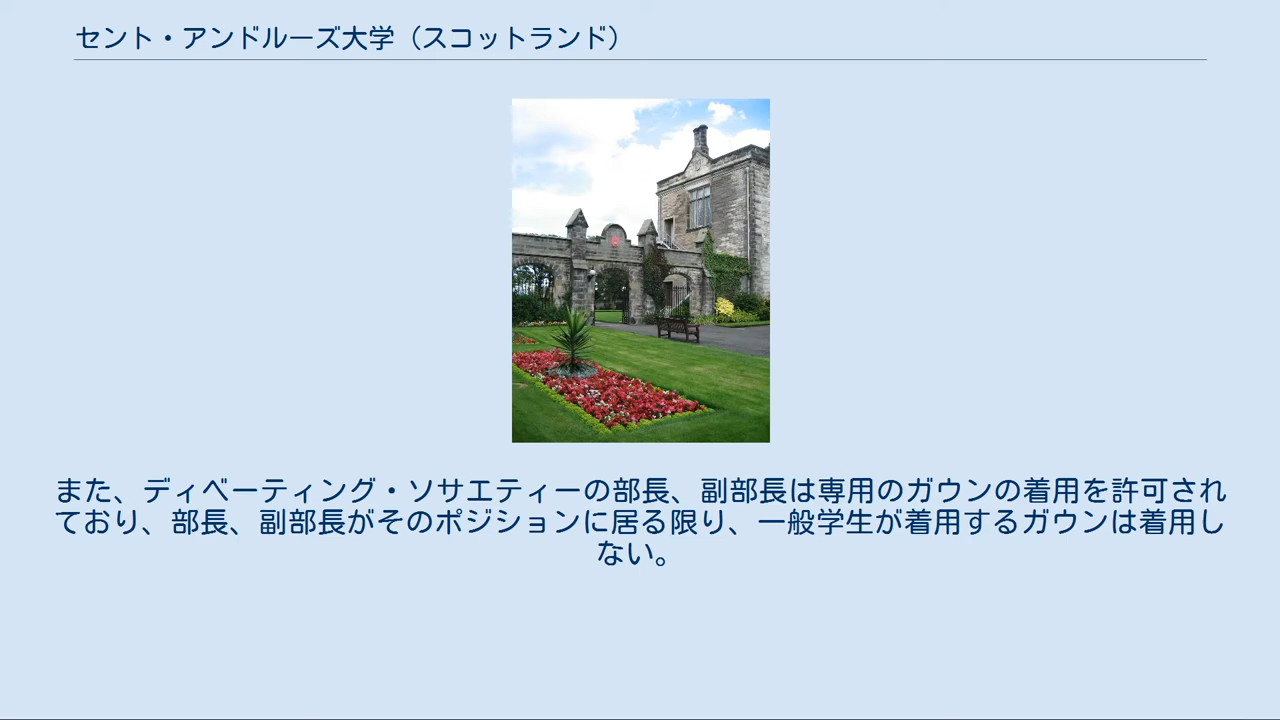 セント・アンドルーズ大学（スコットランド）
また、ディベーティング・ソサエティーの部長、副部長は専用のガウンの着用を許可され
ており、部長、副部長がそのポジションに居る限り、一般学生が着用するガウンは着用し
ない。